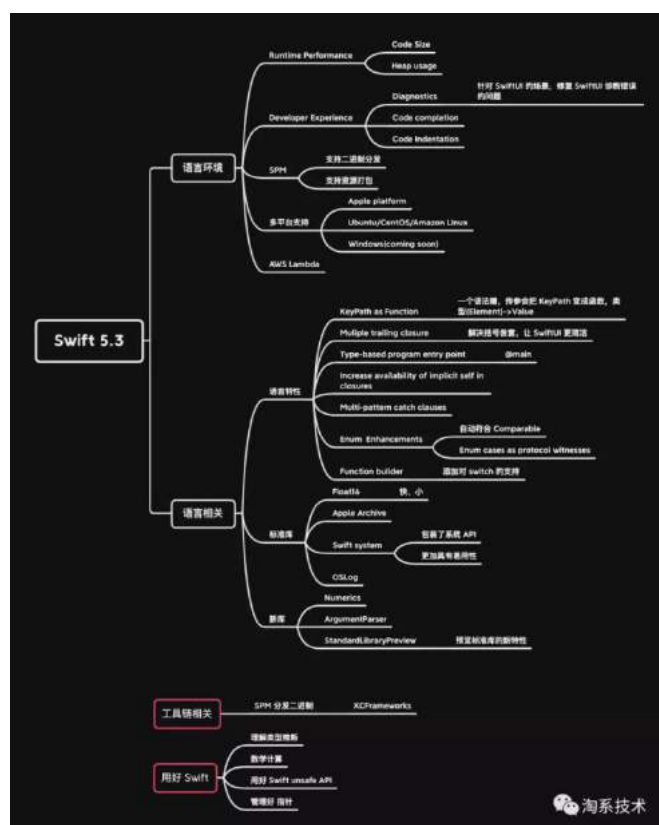 Swift 5.3
语言环境
Runtime Performance
Code Size
Heap usage
Developer Experience
Diagnostics
针对 SwiftUI 的场景，修复 SwiftUI 诊断错误
的问题
Code completion
Code Indentation
SPM
支持二进制分发
支持资源打包
多平台支持
Apple platform
Ubuntu/CentOS/Amazon Linux
Windows(coming soon)
AWS Lambda
语言相关
语言特性
KeyPath as Function
一个语法糖，传参会把 KeyPath 变成函数，类
型(Element)->Value
Muliple trailing closure
解决括号嵌套，让 SwiftUI 更简洁
Type-based program entry point
@main
Increase availability of implicit self in
closures
Multi-pattern catch clauses
Enum Enhancements
自动符合 Comparable
Enum cases as protocol witnesses
Function builder
添加对 switch 的支持
标准库
Float16
快、小
Apple Archive
Swift system
包装了系统 API
更加具有易用性
OSLog
新库
Numerics
ArgumentParser
StandardLibraryPreview
预览标准库的新特性
工具链相关
SPM 分发二进制
XCFrameworks
用好 Swift
理解类型推断
数学计算
用好 Swift unsafe API
管理好 指针
淘系技术